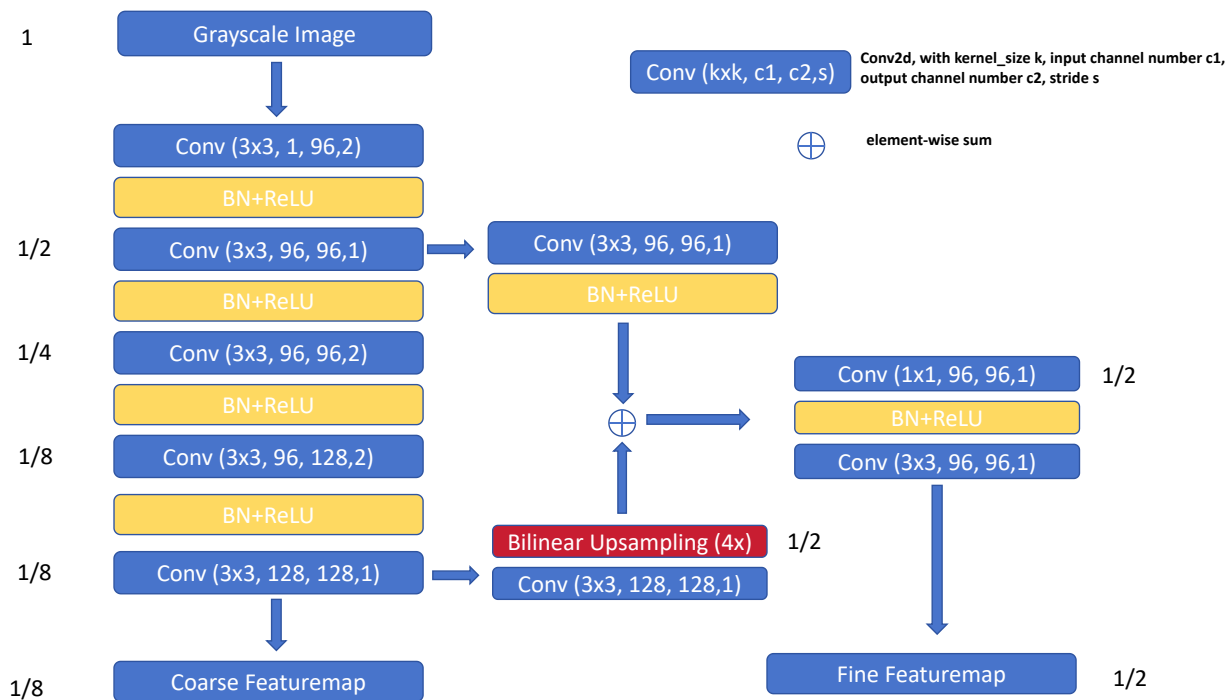 1
Grayscale Image
Conv (kxk, c1, c2,s)
Conv2d, with kernel_size k, input channel number c1,
output channel number c2, stride s
element-wise sum
Conv (3x3, 1, 96,2)
BN+ReLU
1/2
Conv (3x3, 96, 96,1)
Conv (3x3, 96, 96,1)
BN+ReLU
BN+ReLU
1/4
Conv (3x3, 96, 96,2)
Conv (1x1, 96, 96,1)
1/2
BN+ReLU
BN+ReLU
1/8
Conv (3x3, 96, 128,2)
Conv (3x3, 96, 96,1)
BN+ReLU
Bilinear Upsampling (4x)
1/2
1/8
Conv (3x3, 128, 128,1)
Conv (3x3, 128, 128,1)
1/8
Coarse Featuremap
Fine Featuremap
1/2